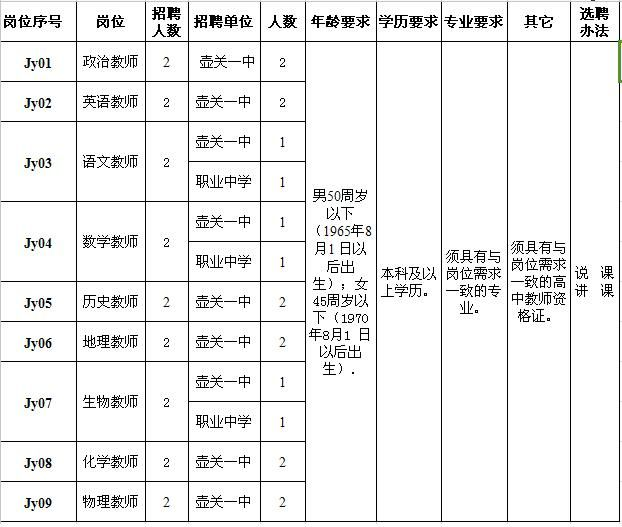 岗位序号 岗位 招聘人数 招聘单位 人数 年龄要求 学历要求 专业要求 其它 选聘办法
Jy01 政治教师 2 壶关一中 2
Jy02 英语教师 2 壶关一中 2
Jy03 语文教师 2 壶关一中 1
职业中学 1
Jy04 数学教师 2 壶关一中 1
职业中学 1
Jy05 历史教师 2 壶关一中 2
Jy06 地理教师 2 壶关一中 2
Jy07 生物教师 2 壶关一中 1
职业中学 1
Jy08 化学教师 2 壶关一中 2
Jy09 物理教师 2 壶关一中 2
男50周岁
以下
（1965年8
月1日以
后出
生）；女
45周岁以
下（1970
年8月1 日
以后出
生）.
本科及以
上学历。
须具有与
岗位需求
一致的专
业。
须具有与
岗位需求
一致的高
中教师资
格证。
说 课
讲 课